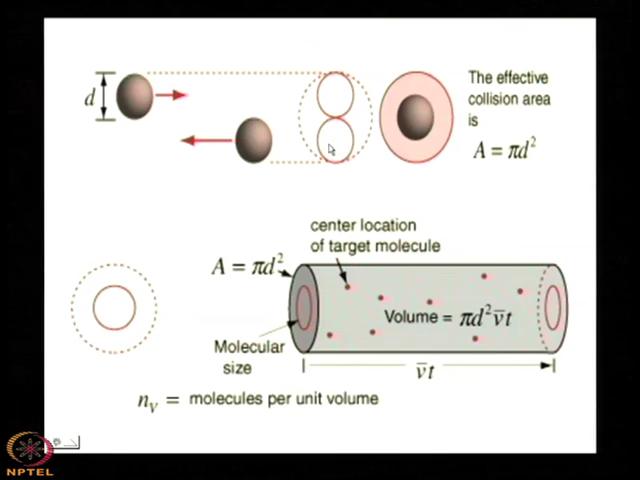 d
The effective
collision area
is
A = πd²
center location
of target molecule
A = πd²
Volume = πd²v̄t
Molecular
size
v̄t
nᵥ = molecules per unit volume
NPTEL